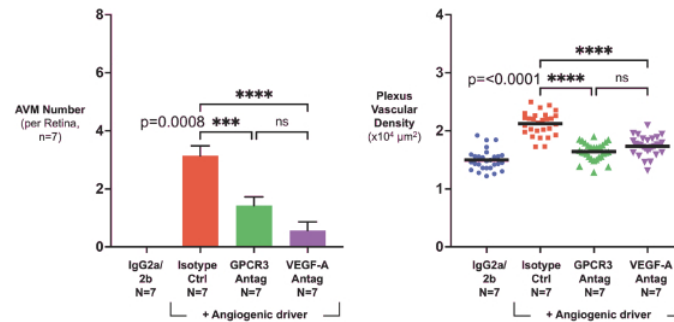 8
6
4
2
0
AVM Number
(per Retina,
n=7)
p=0.0008
****
***
ns
IgG2a/
2b
N=7
Isotype
Ctrl
N=7
GPCR3
Antag
N=7
VEGF-A
Antag
N=7
+ Angiogenic driver
4
3
2
1
0
Plexus
Vascular
Density
(x10⁴ µm²)
p=<0.0001
****
****
ns
IgG2a/
2b
N=7
Isotype
Ctrl
N=7
GPCR3
Antag
N=7
VEGF-A
Antag
N=7
+ Angiogenic driver